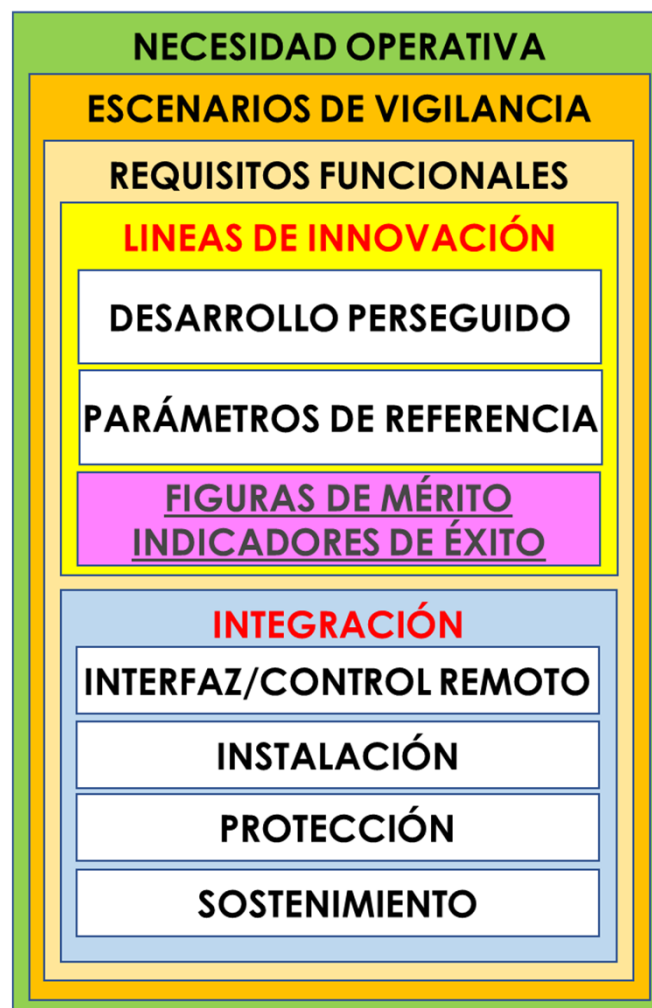 NECESIDAD OPERATIVA
ESCENARIOS DE VIGILANCIA
REQUISITOS FUNCIONALES
LINEAS DE INNOVACIÓN
DESARROLLO PERSEGUIDO
PARÁMETROS DE REFERENCIA
FIGURAS DE MÉRITO
INDICADORES DE ÉXITO
INTEGRACIÓN
INTERFAZ/CONTROL REMOTO
INSTALACIÓN
PROTECCIÓN
SOSTENIMIENTO